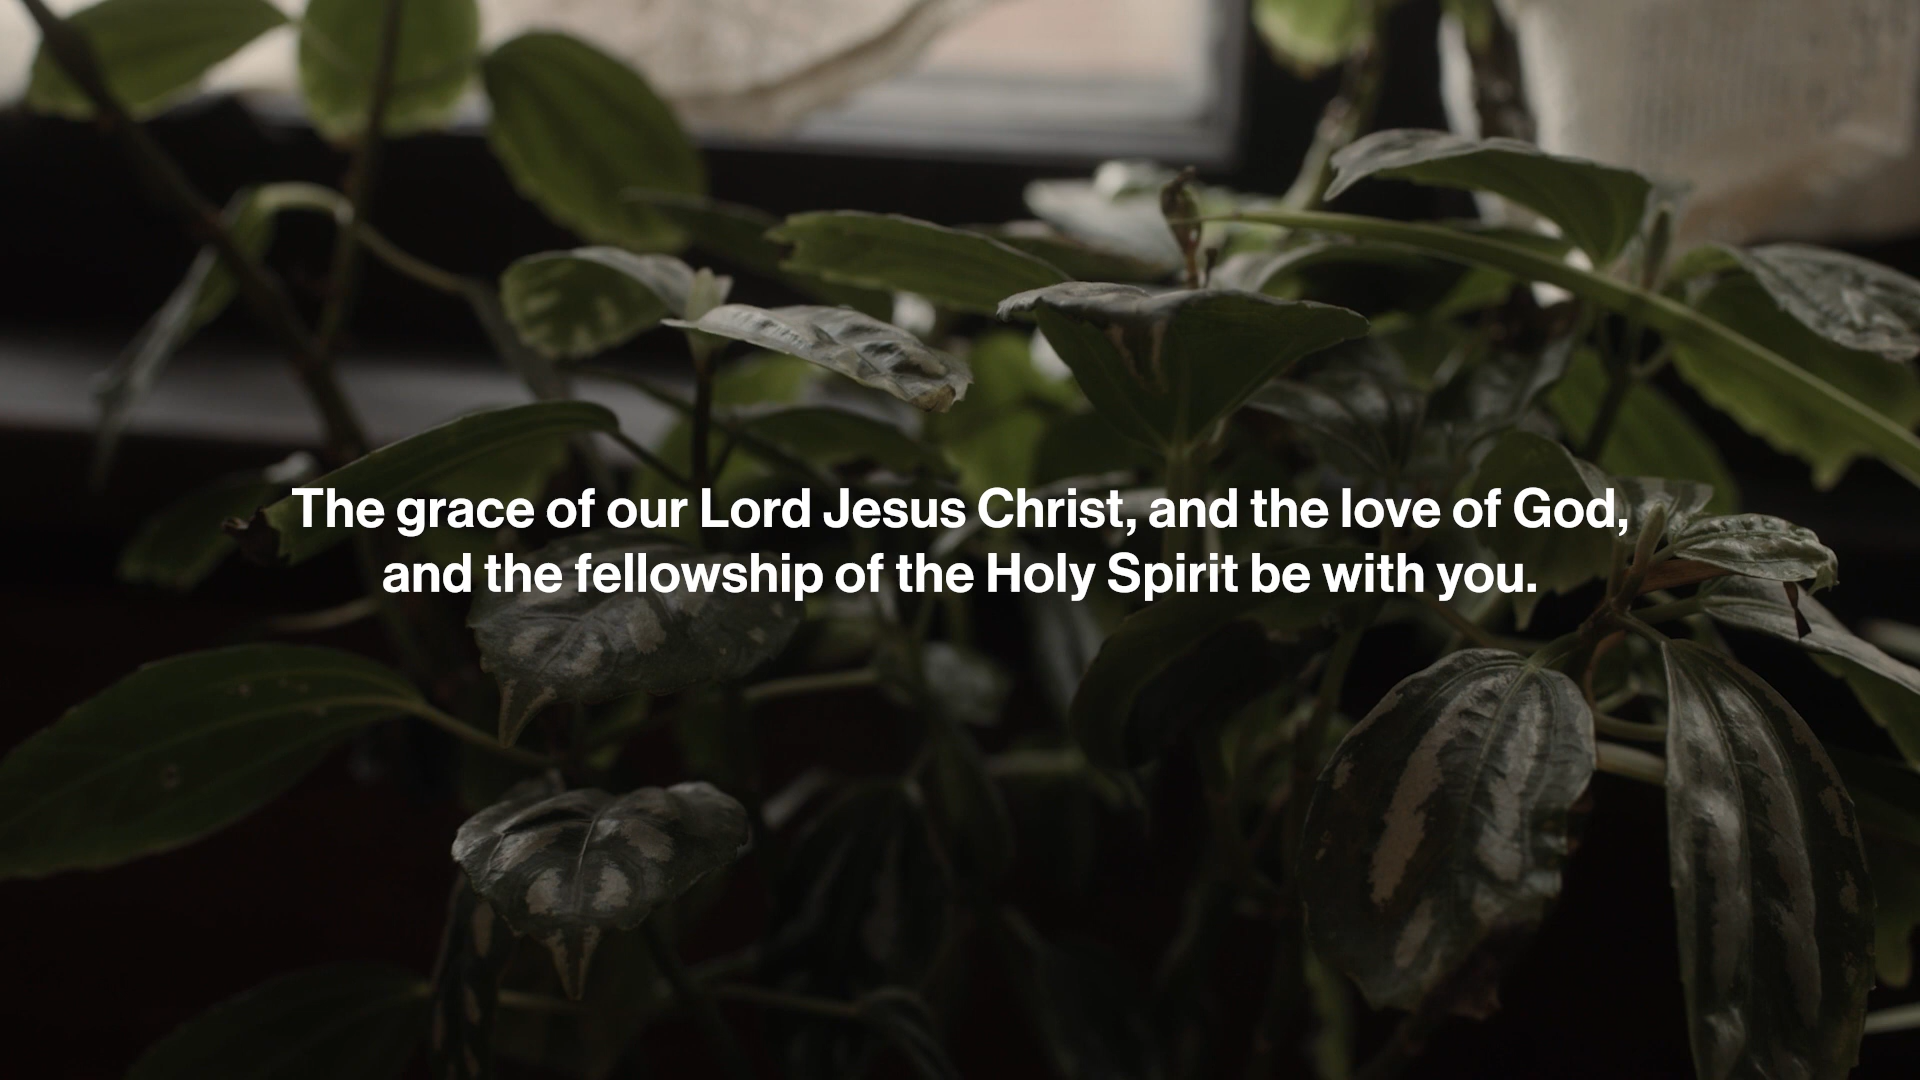 The grace of our Lord Jesus Christ, and the love of God,
and the fellowship of the Holy Spirit be with you.